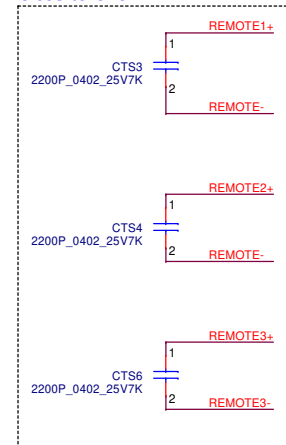 REMOTE1+
1
CTS3
2200P_0402_25V7K
2
REMOTE-
REMOTE2+
1
CTS4
2200P_0402_25V7K
2
REMOTE-
REMOTE3+
1
CTS6
2200P_0402_25V7K
2
REMOTE3-